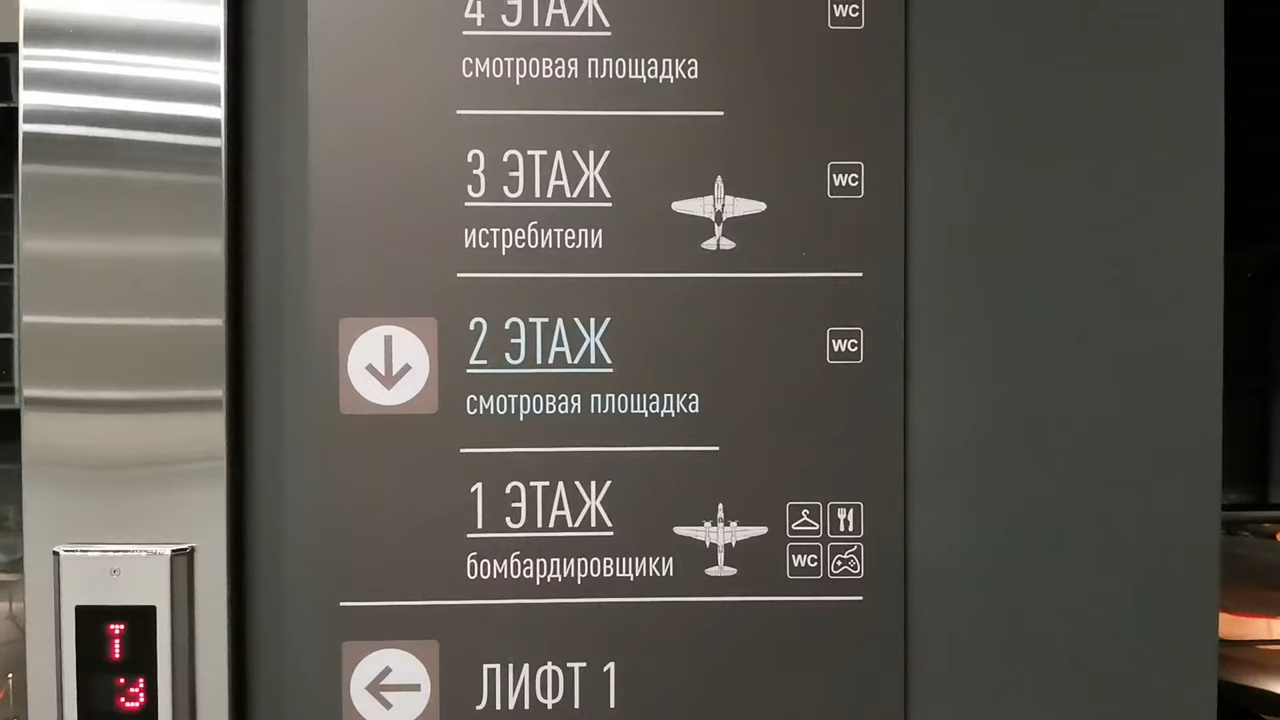 4 ЭТАЖ
WC
смотровая площадка
3 ЭТАЖ
WC
истребители
2 ЭТАЖ
WC
смотровая площадка
1 ЭТАЖ
бомбардировщики
WC
ЛИФТ 1